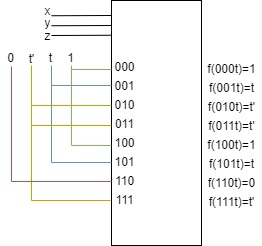 x
y
z
0 t' t 1
000 f(000t)=1
001 f(001t)=t
010 f(010t)=t'
011 f(011t)=t'
100 f(100t)=1
101 f(101t)=t
110 f(110t)=0
111 f(111t)=t'